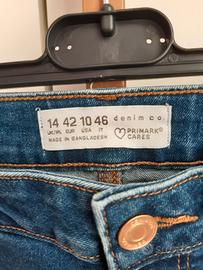 14 42 10 46 denim co.
UK/IRL EUR USA IT ♡ PRIMARK®
MADE IN BANGLADESH CARES